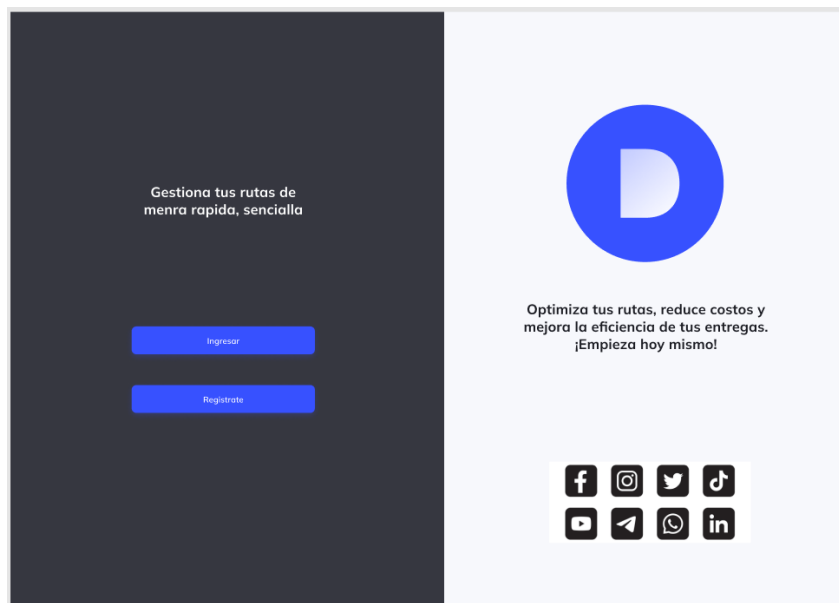 Gestiona tus rutas de
menra rapida, sencialla
Ingresar
Registrate
D
Optimiza tus rutas, reduce costos y
mejora la eficiencia de tus entregas.
¡Empieza hoy mismo!
in